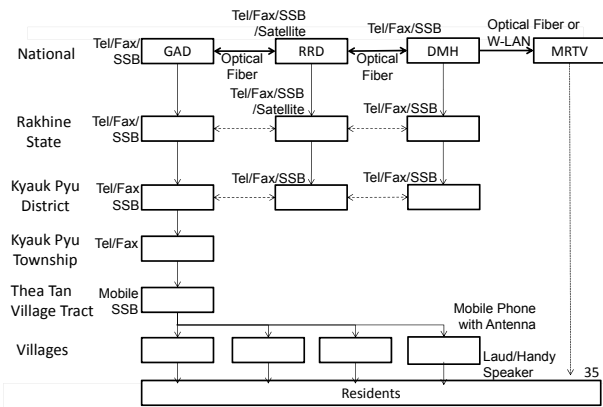 Tel/Fax/SSB
/Satellite
Optical Fiber or
W-LAN
Tel/Fax/SSB
National
Tel/Fax/
SSB
GAD
RRD
DMH
MRTV
Optical
Fiber
Optical
Fiber
Tel/Fax/SSB
/Satellite
Rakhine
State
Tel/Fax/
SSB
Tel/Fax/SSB
Kyauk Pyu
District
Tel/Fax
SSB
Tel/Fax/SSB
Tel/Fax/SSB
Kyauk Pyu
Township
Tel/Fax
Thea Tan
Village Tract
Mobile
SSB
Mobile Phone
with Antenna
Villages
Laud/Handy
Speaker
35
Residents